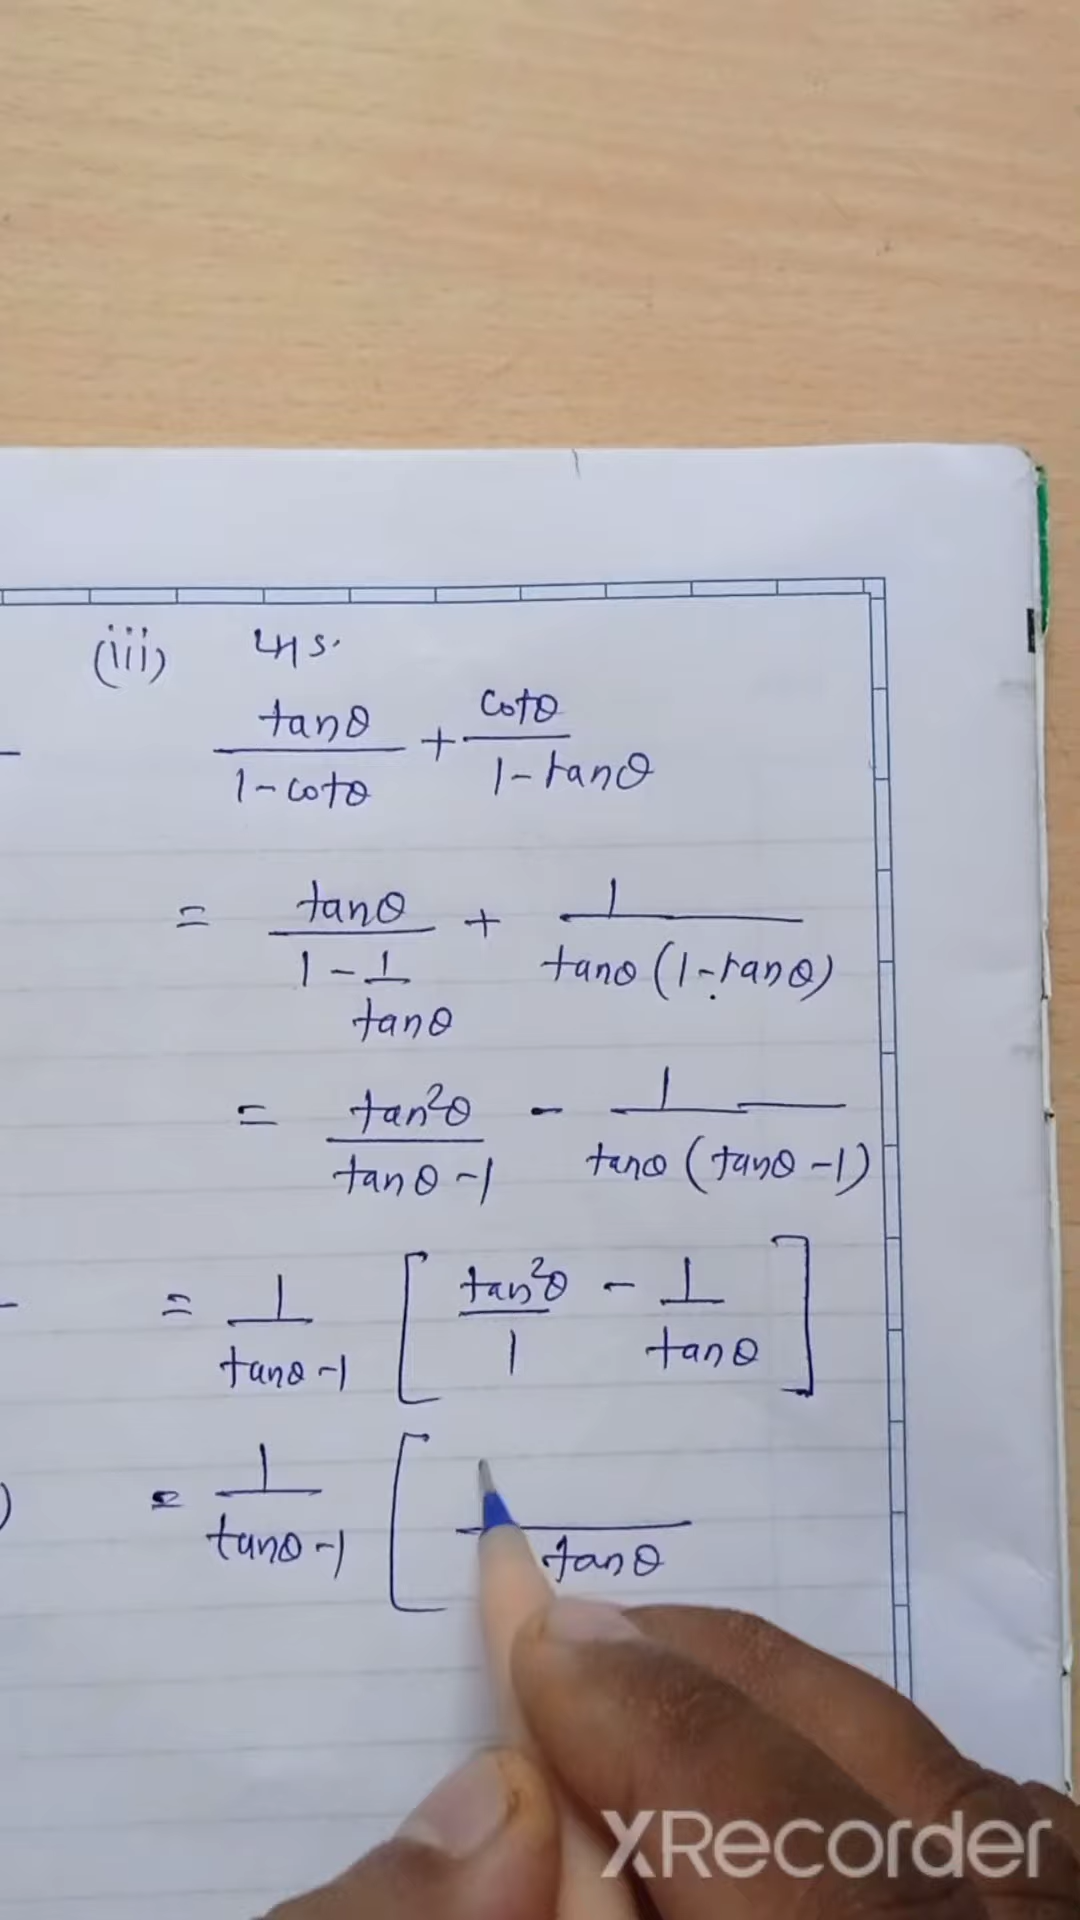 (iii) LHS.
tanθ/(1-cotθ) + cotθ/(1-tanθ)
= tanθ/(1-1/tanθ) + 1/(tanθ(1-tanθ))
= tan²θ/(tanθ-1) - 1/(tanθ(tanθ-1))
= 1/(tanθ-1) [tan²θ/1 - 1/tanθ]
= 1/(tanθ-1) [ /tanθ
XRecorder